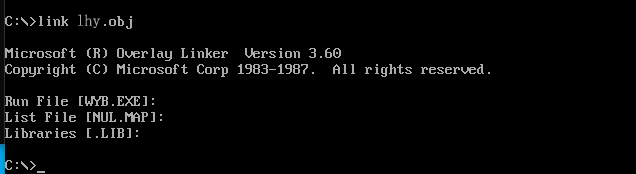 C:\>link lhy.obj
Microsoft (R) Overlay Linker  Version 3.60
Copyright (C) Microsoft Corp 1983-1987.  All rights reserved.
Run File [WYB.EXE]:
List File [NUL.MAP]:
Libraries [.LIB]:
C:\>_